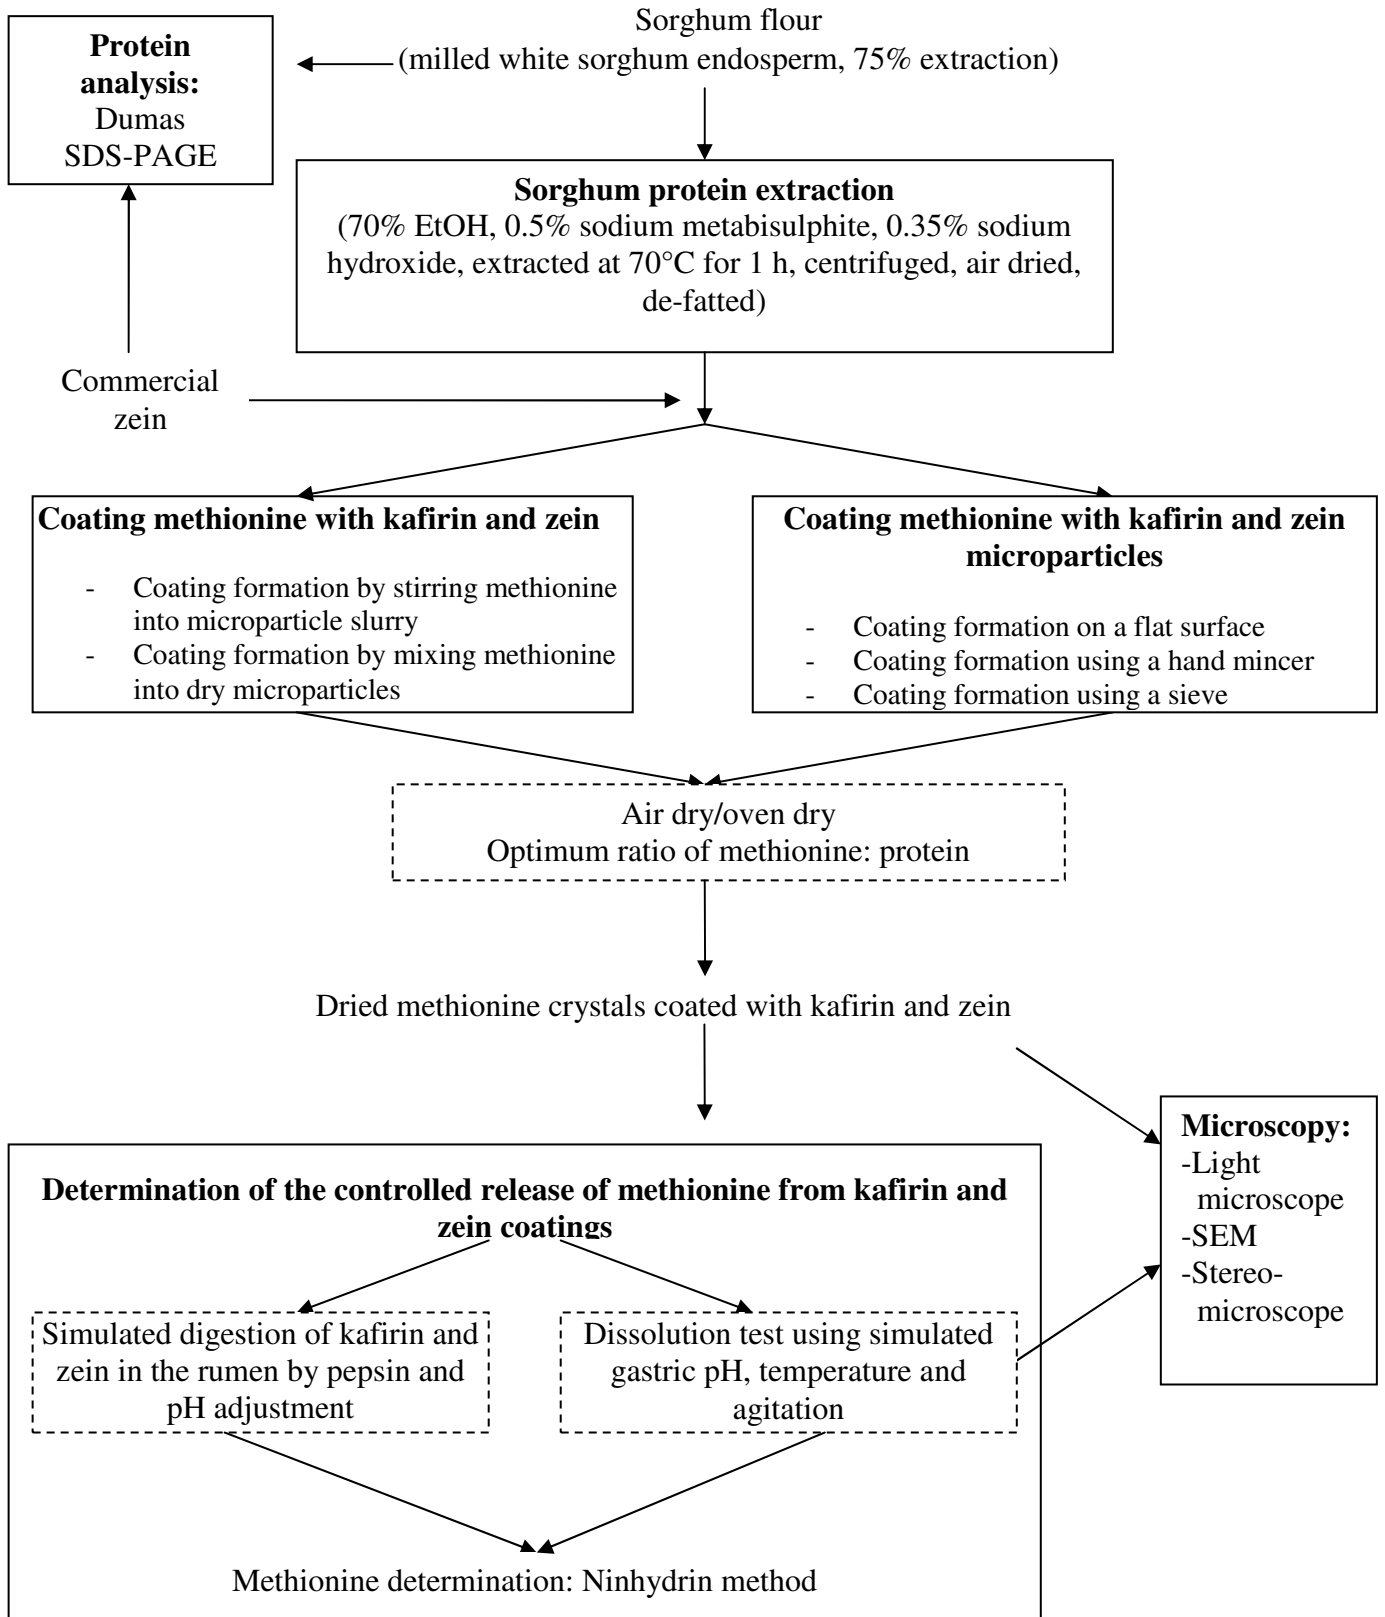 Sorghum flour
(milled white sorghum endosperm, 75% extraction)
Protein
analysis:
Dumas
SDS-PAGE
Sorghum protein extraction
(70% EtOH, 0.5% sodium metabisulphite, 0.35% sodium
hydroxide, extracted at 70°C for 1 h, centrifuged, air dried,
de-fatted)
Commercial
zein
Coating methionine with kafirin and zein
- Coating formation by stirring methionine
into microparticle slurry
- Coating formation by mixing methionine
into dry microparticles
Coating methionine with kafirin and zein
microparticles
- Coating formation on a flat surface
- Coating formation using a hand mincer
- Coating formation using a sieve
Air dry/oven dry
Optimum ratio of methionine: protein
Dried methionine crystals coated with kafirin and zein
Microscopy:
-Light
microscope
-SEM
-Stereo-
microscope
Determination of the controlled release of methionine from kafirin and
zein coatings
Simulated digestion of kafirin and
zein in the rumen by pepsin and
pH adjustment
Dissolution test using simulated
gastric pH, temperature and
agitation
Methionine determination: Ninhydrin method